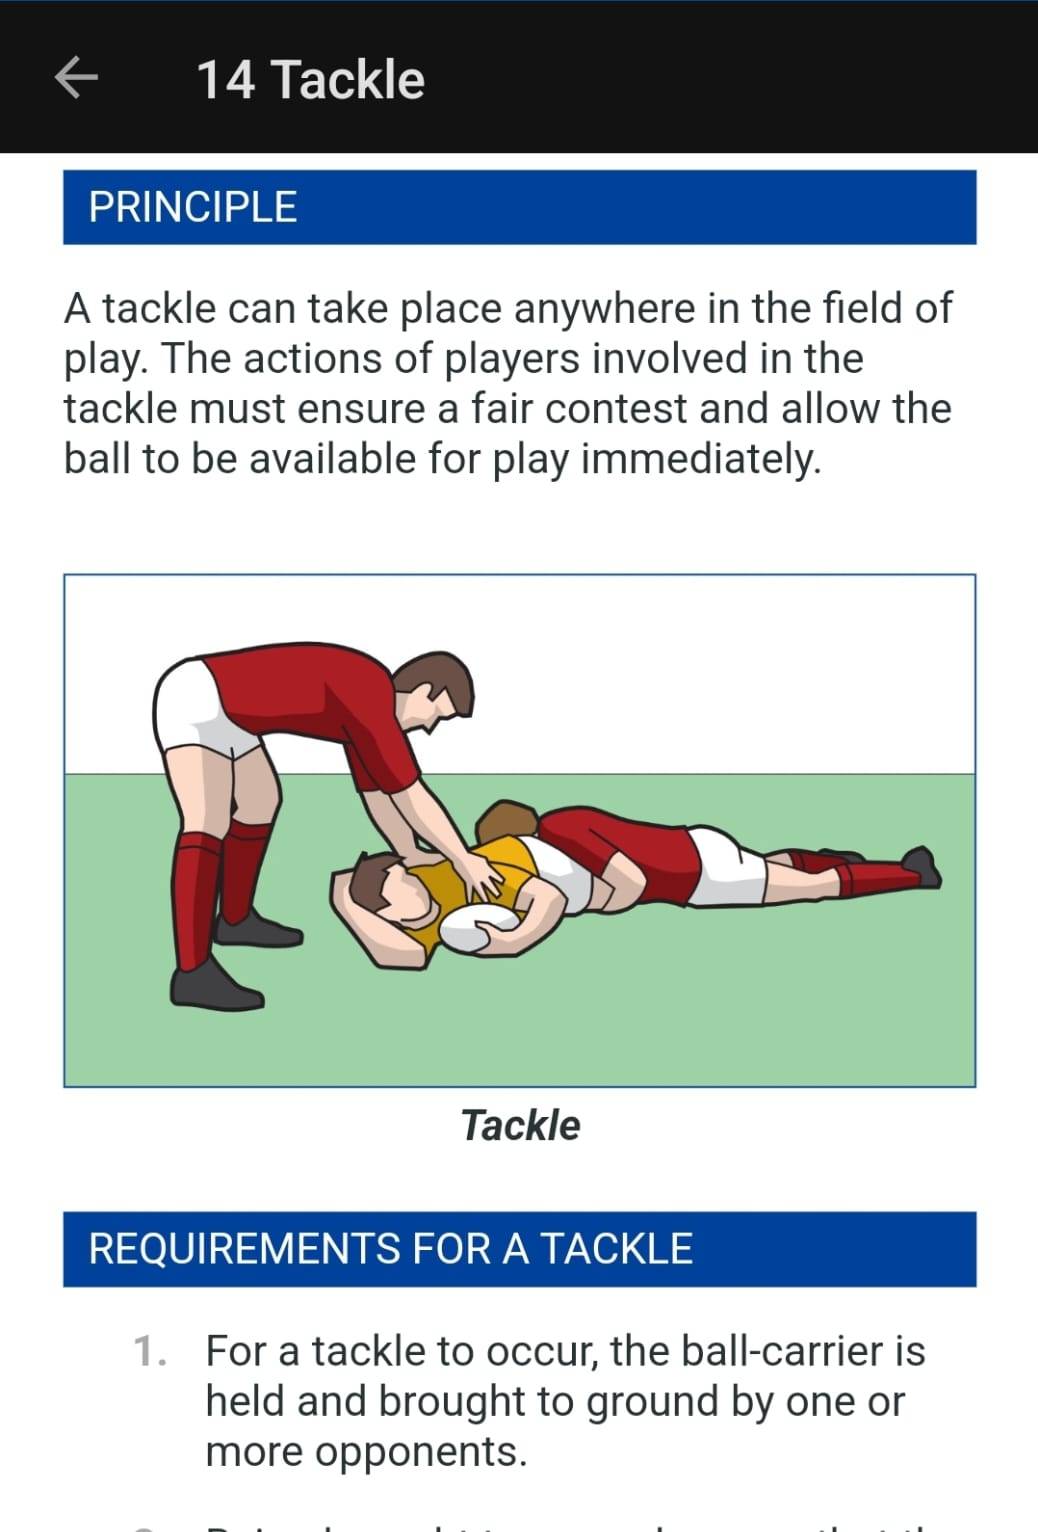 14 Tackle
PRINCIPLE
A tackle can take place anywhere in the field of
play. The actions of players involved in the
tackle must ensure a fair contest and allow the
ball to be available for play immediately.
Tackle
REQUIREMENTS FOR A TACKLE
1. For a tackle to occur, the ball-carrier is
held and brought to ground by one or
more opponents.